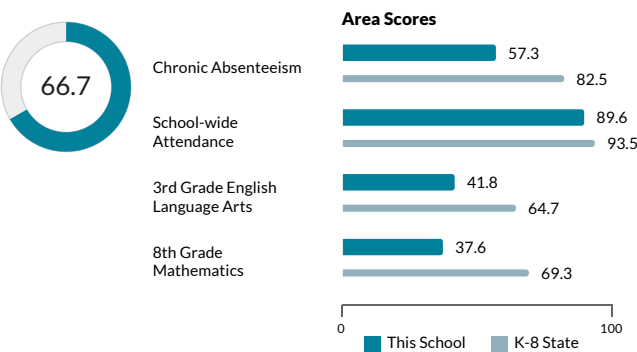 66.7
Area Scores
Chronic Absenteeism
57.3
82.5
School-wide
Attendance
89.6
93.5
3rd Grade English
Language Arts
41.8
64.7
8th Grade
Mathematics
37.6
69.3
0
100
This School
K-8 State